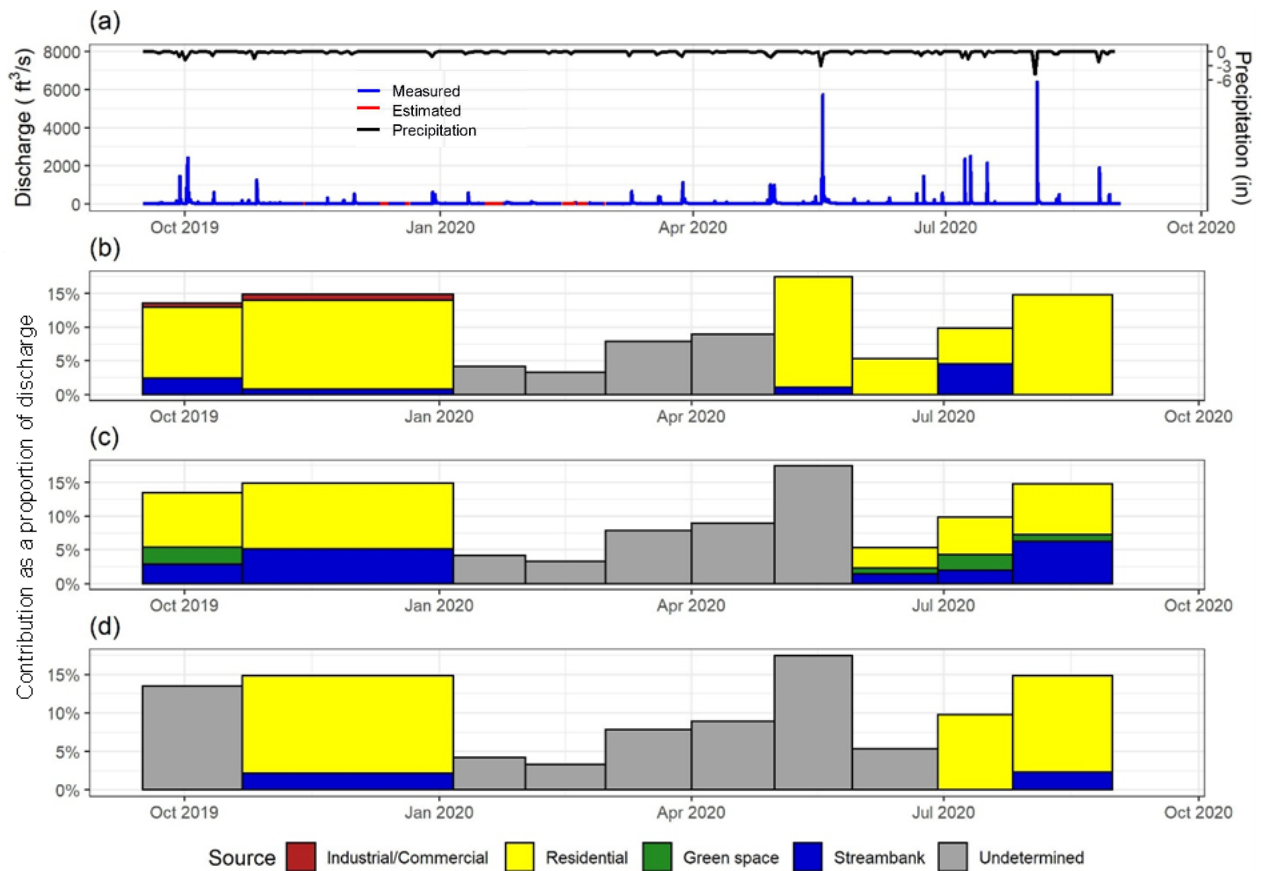 (a)
Discharge ( ft³/s)
8000
6000
4000
2000
0
Measured
Estimated
Precipitation
0
-3
-6
Precipitation (in)
Oct 2019 Jan 2020 Apr 2020 Jul 2020 Oct 2020
Contribution as a proportion of discharge
(b)
15%
10%
5%
0%
Oct 2019 Jan 2020 Apr 2020 Jul 2020 Oct 2020
(c)
15%
10%
5%
0%
Oct 2019 Jan 2020 Apr 2020 Jul 2020 Oct 2020
(d)
15%
10%
5%
0%
Oct 2019 Jan 2020 Apr 2020 Jul 2020 Oct 2020
Source Industrial/Commercial Residential Green space Streambank Undetermined